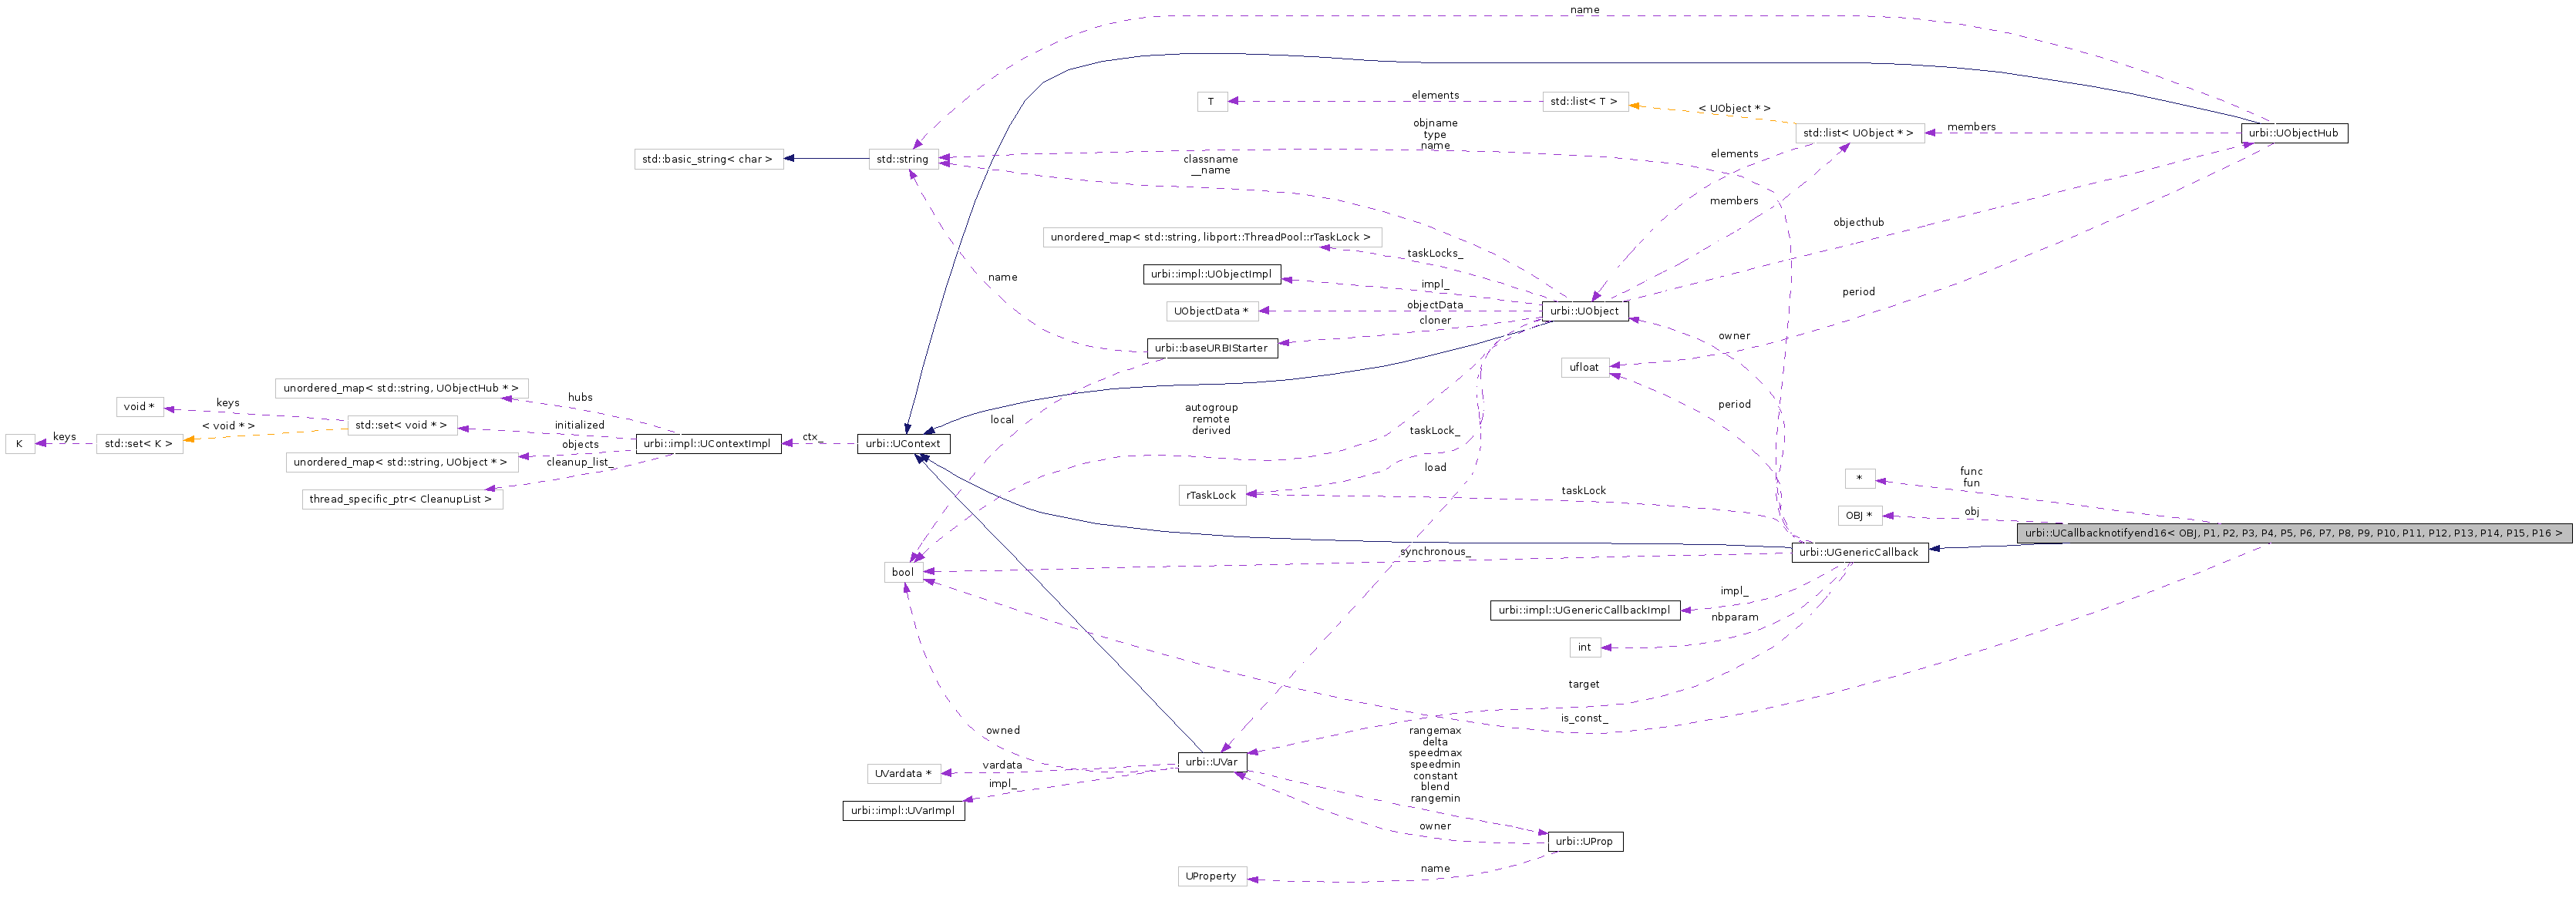 name
T
elements
std::list< T >
< UObject * >
std::list< UObject * >
members
urbi::UObjectHub
objname
type
name
std::basic_string< char >
std::string
classname
__name
elements
members
objecthub
unordered_map< std::string, libport::ThreadPool::rTaskLock >
taskLocks_
urbi::impl::UObjectImpl
impl_
name
period
UObjectData *
objectData
urbi::UObject
cloner
urbi::baseURBIStarter
owner
ufloat
unordered_map< std::string, UObjectHub * >
hubs
void *
keys
std::set< void * >
< void * >
initialized
K
keys
std::set< K >
urbi::impl::UContextImpl
ctx_
urbi::UContext
objects
unordered_map< std::string, UObject * >
cleanup_list_
thread_specific_ptr< CleanupList >
local
autogroup
remote
derived
period
taskLock_
load
rTaskLock
taskLock
*
func
fun
OBJ *
obj
urbi::UCallbacknotifyend16< OBJ, P1, P2, P3, P4, P5, P6, P7, P8, P9, P10, P11, P12, P13, P14, P15, P16 >
urbi::UGenericCallback
synchronous_
bool
impl_
urbi::impl::UGenericCallbackImpl
nbparam
int
target
is_const_
owned
rangemax
delta
speedmax
speedmin
constant
blend
rangemin
urbi::UVar
UVardata *
vardata
impl_
urbi::impl::UVarImpl
owner
urbi::UProp
UProperty
name